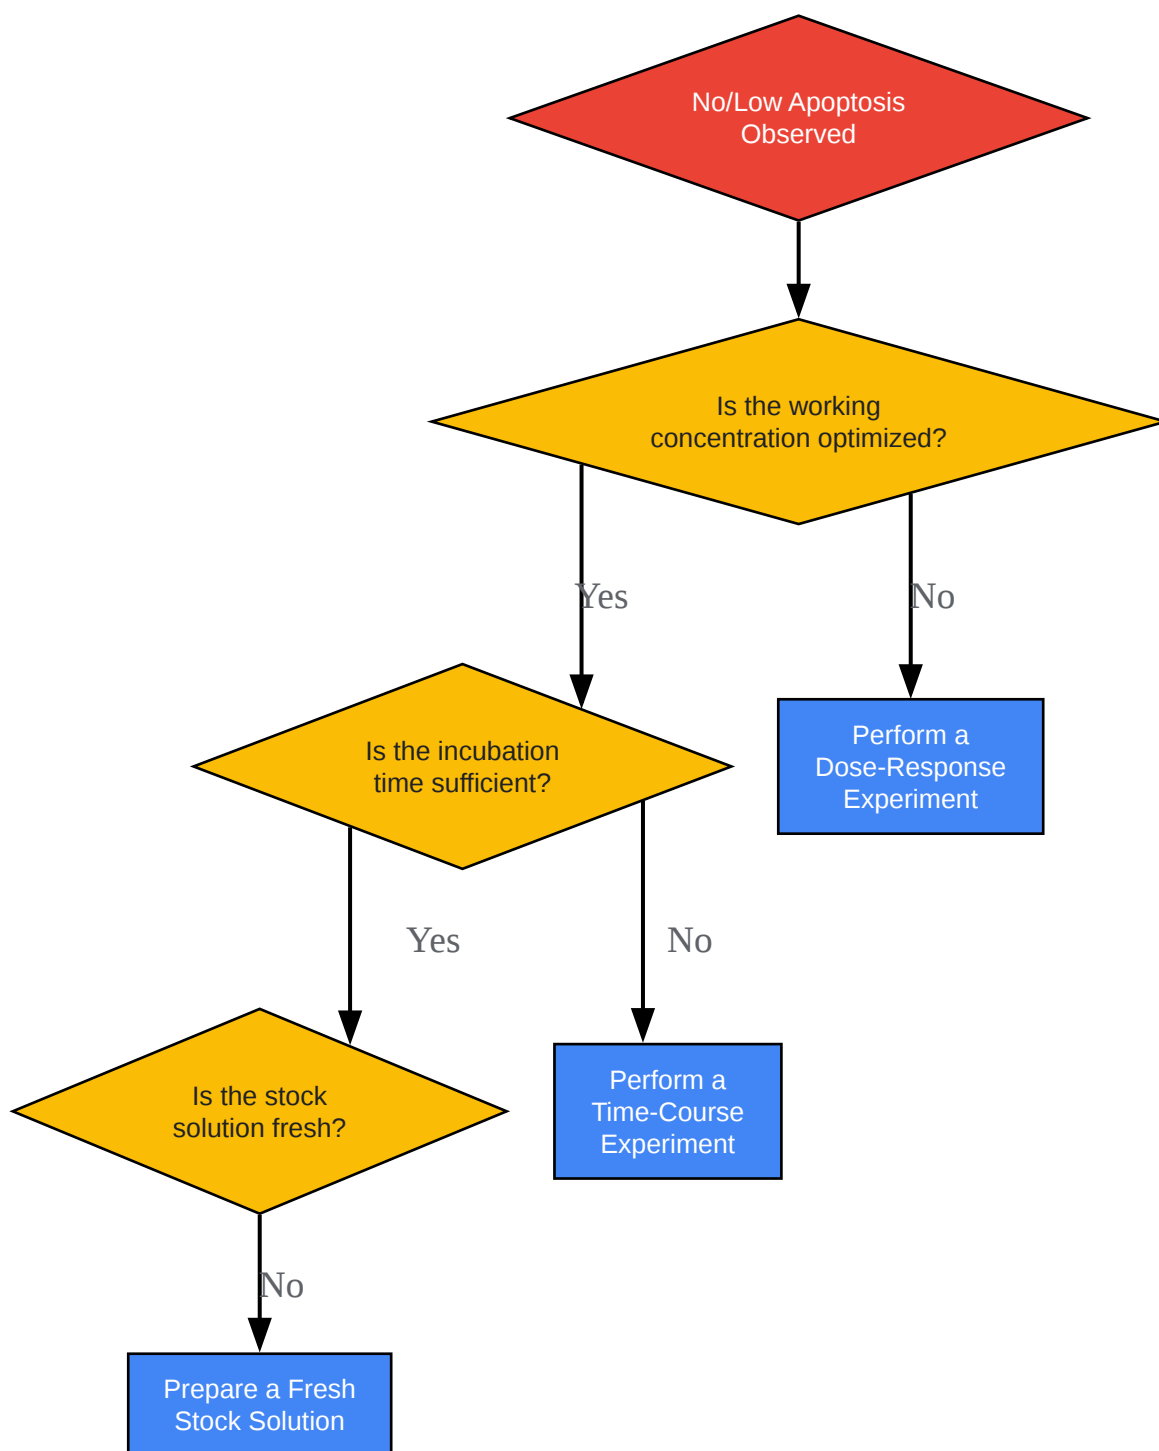 No/Low Apoptosis
Observed
Is the working
concentration optimized?
Yes
No
Is the incubation
time sufficient?
Perform a
Dose-Response
Experiment
Yes
No
Is the stock
solution fresh?
Perform a
Time-Course
Experiment
No
Prepare a Fresh
Stock Solution